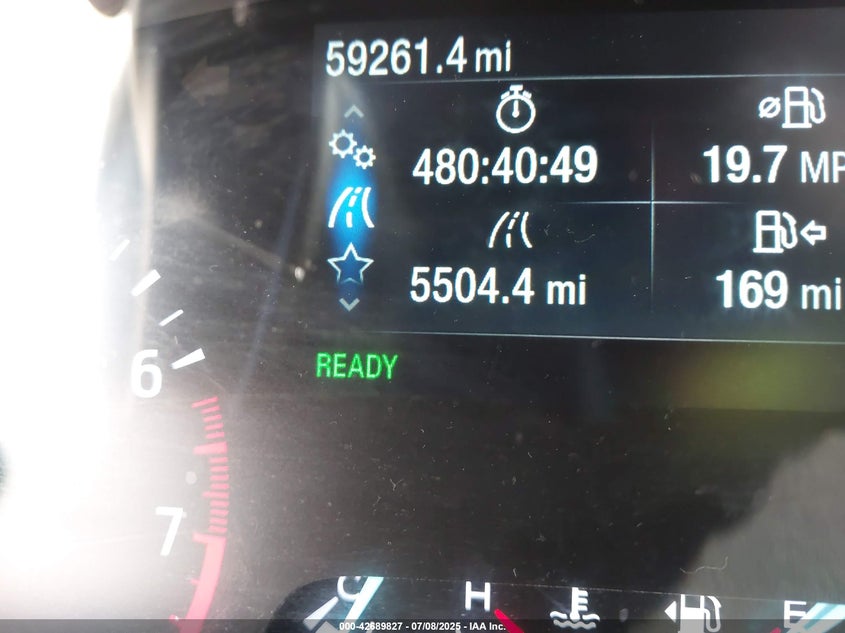 59261.4 mi
480:40:49
19.7 MP
5504.4 mi
169 mi
READY
6
7
C H E
000-42689827 - 07/08/2025 - IAA Inc.